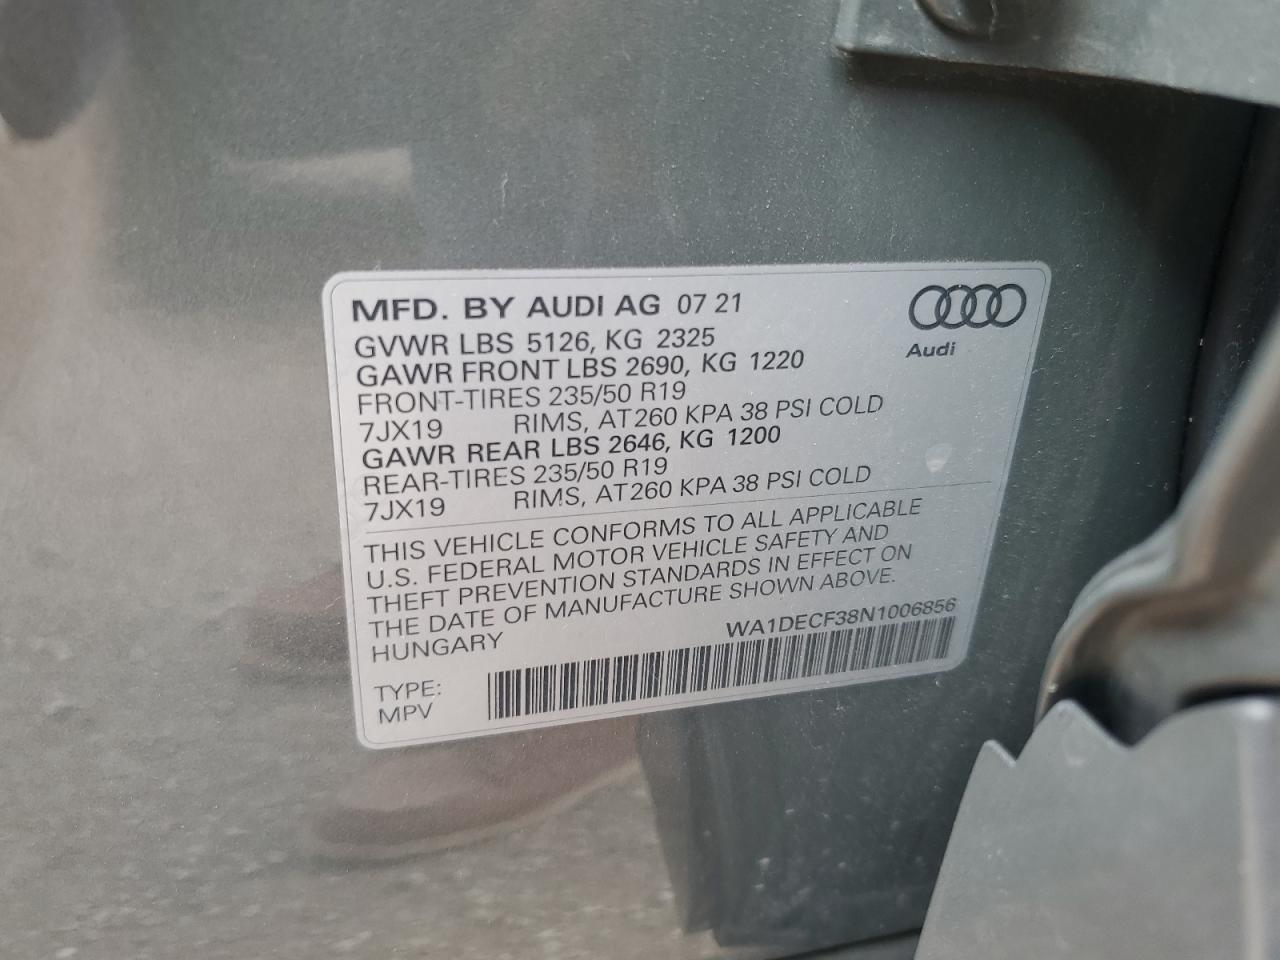 MFD. BY AUDI AG 07 21
GVWR LBS 5126, KG 2325
GAWR FRONT LBS 2690, KG 1220
FRONT-TIRES 235/50 R19
7JX19 RIMS, AT260 KPA 38 PSI COLD
GAWR REAR LBS 2646, KG 1200
REAR-TIRES 235/50 R19
7JX19 RIMS, AT260 KPA 38 PSI COLD
Audi
THIS VEHICLE CONFORMS TO ALL APPLICABLE
U.S. FEDERAL MOTOR VEHICLE SAFETY AND
THEFT PREVENTION STANDARDS IN EFFECT ON
THE DATE OF MANUFACTURE SHOWN ABOVE.
HUNGARY WA1DECF38N1006856
TYPE:
MPV